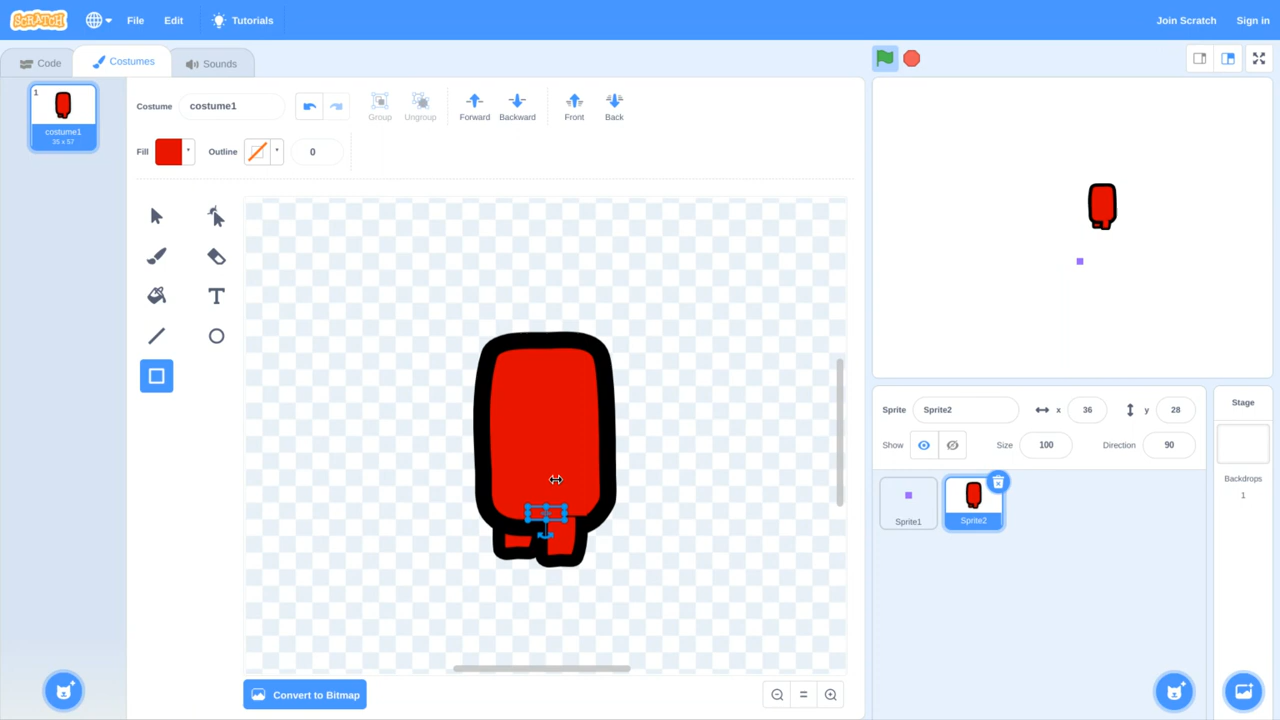 SCRATCH File Edit Tutorials Join Scratch Sign in
Code Costumes Sounds
1
costume1
35 x 57
Costume costume1 Group Ungroup Forward Backward Front Back
Fill Outline 0
T
Convert to Bitmap
Sprite Sprite2 x 36 y 28
Show Size 100 Direction 90
Sprite1
Sprite2
Stage
Backdrops
1